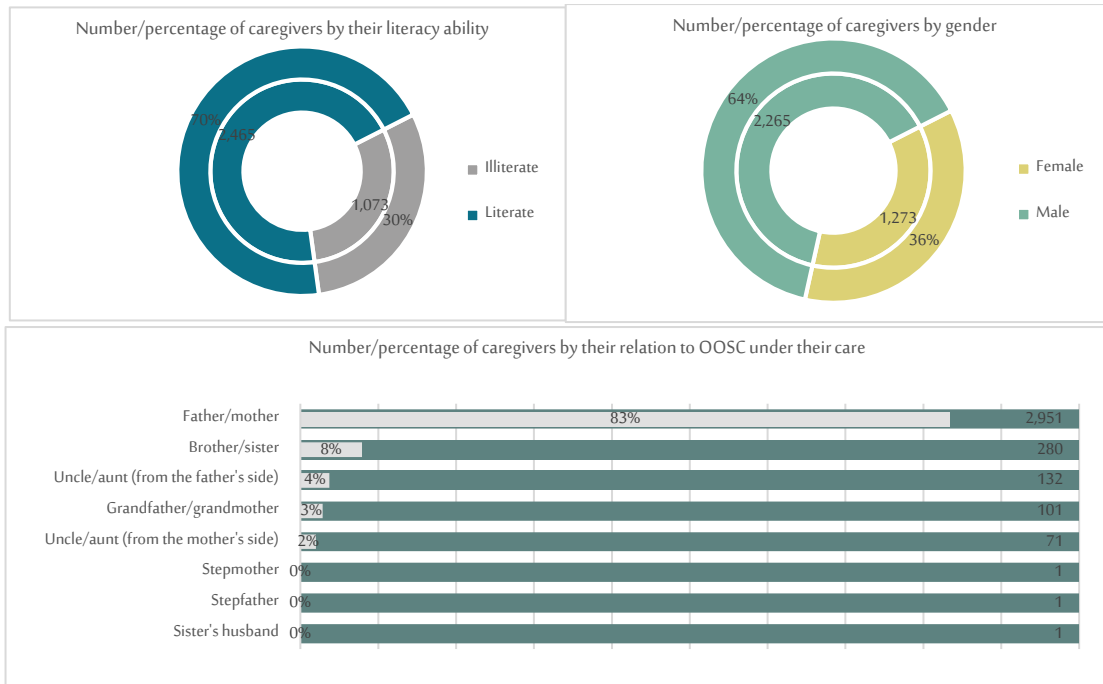 Number/percentage of caregivers by their literacy ability
70%
2,465
1,073
30%
Illiterate
Literate
Number/percentage of caregivers by gender
64%
2,265
1,273
36%
Female
Male
Number/percentage of caregivers by their relation to OOSC under their care
Father/mother 83% 2,951
Brother/sister 8% 280
Uncle/aunt (from the father's side) 4% 132
Grandfather/grandmother 3% 101
Uncle/aunt (from the mother's side) 2% 71
Stepmother 0% 1
Stepfather 0% 1
Sister's husband 0% 1